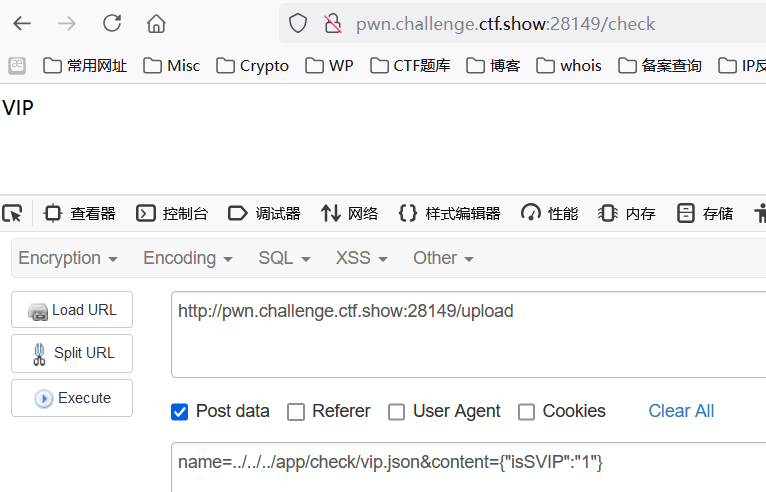 pwn.challenge.ctf.show:28149/check
常用网址 Misc Crypto WP CTF题库 博客 whois 备案查询 IP反
VIP
查看器 控制台 调试器 网络 样式编辑器 性能 内存 存储
Encryption Encoding SQL XSS Other
Load URL http://pwn.challenge.ctf.show:28149/upload
Split URL
Execute
Post data Referer User Agent Cookies Clear All
name=../../../app/check/vip.json&content={"isSVIP":"1"}